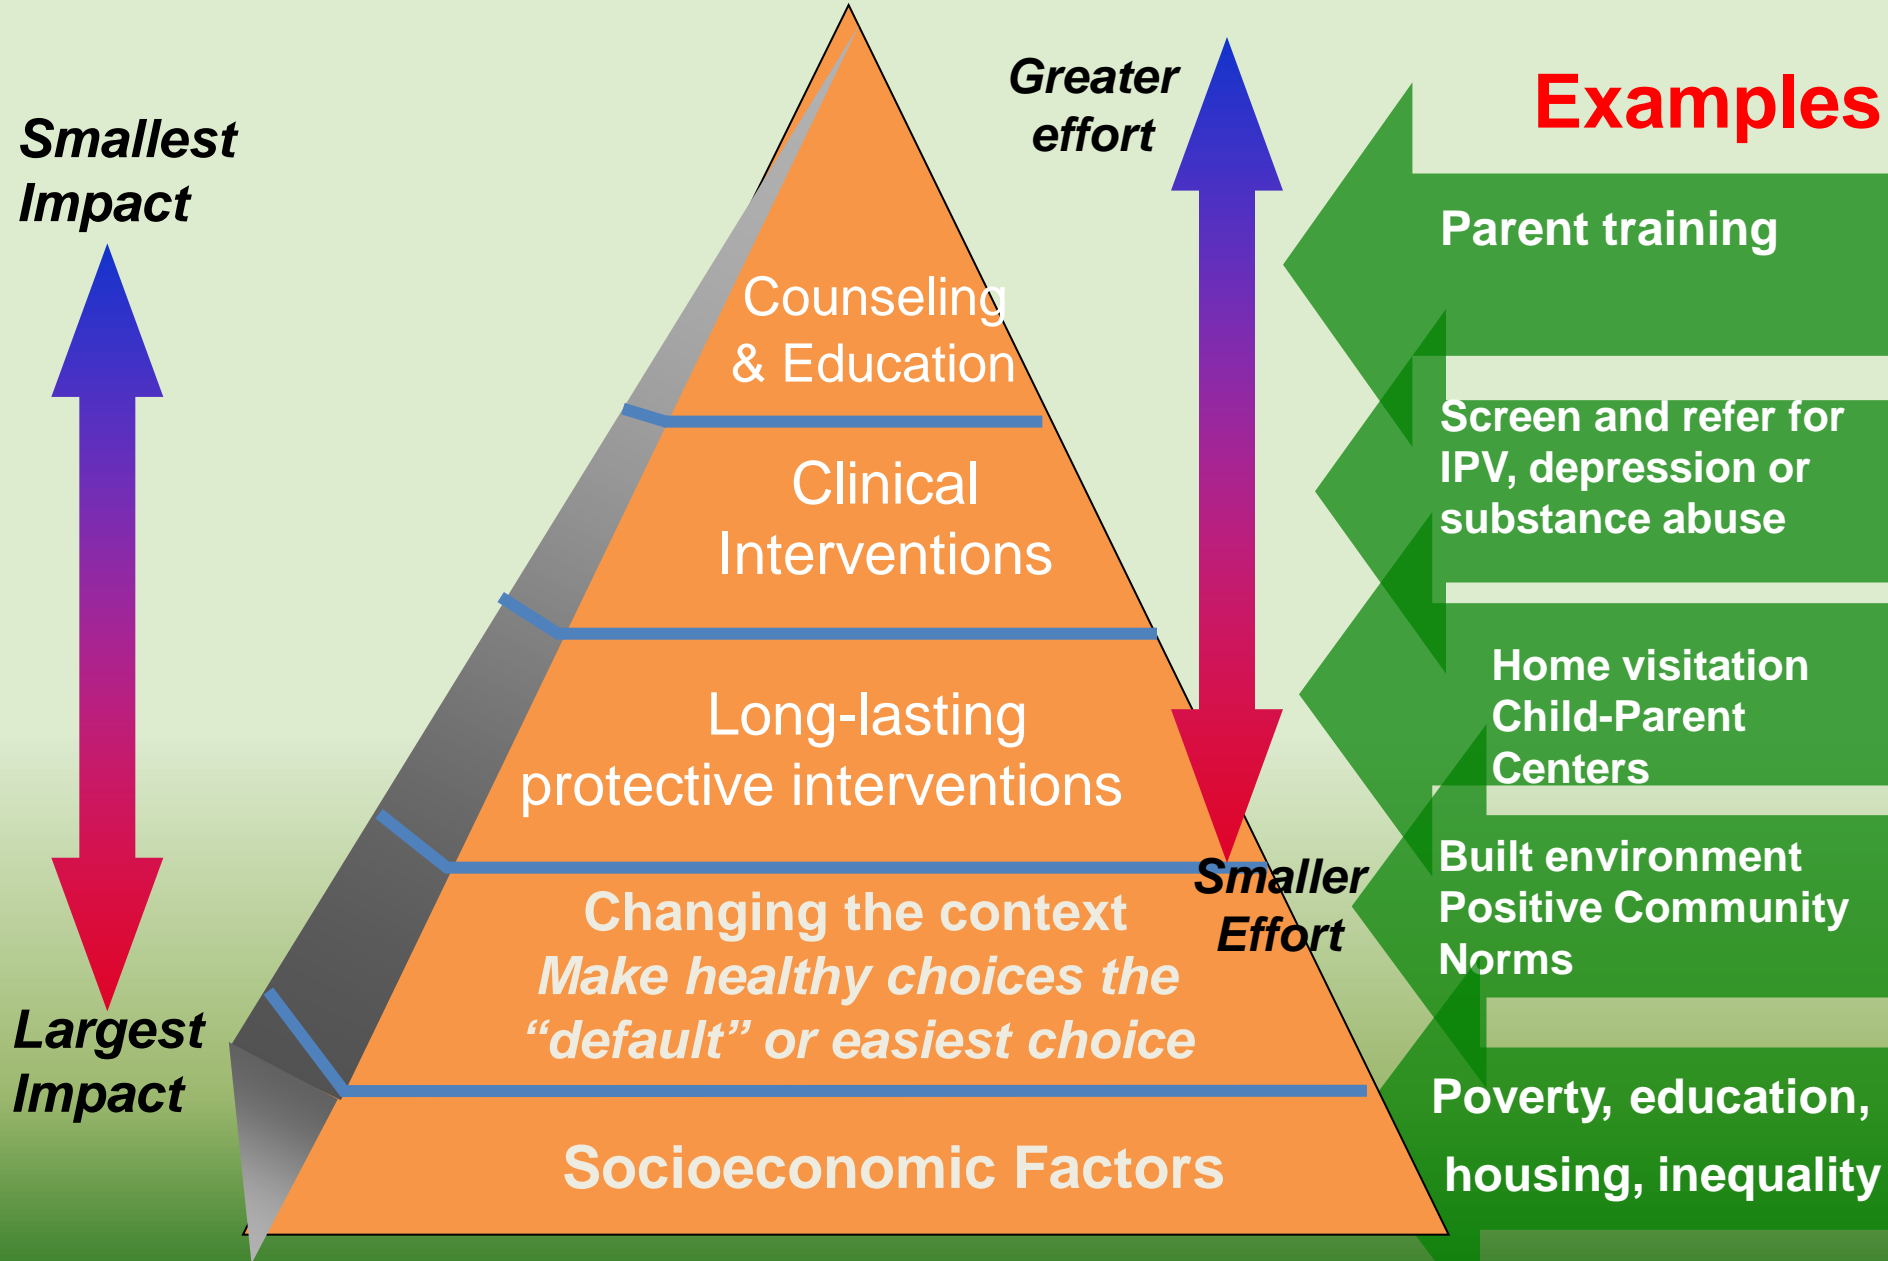 Smallest
Impact
Largest
Impact
Counseling
& Education
Clinical
Interventions
Long-lasting
protective interventions
Changing the context
Make healthy choices the
“default” or easiest choice
Socioeconomic Factors
Greater
effort
Smaller
Effort
Examples
Parent training
Screen and refer for
IPV, depression or
substance abuse
Home visitation
Child-Parent
Centers
Built environment
Positive Community
Norms
Poverty, education,
housing, inequality